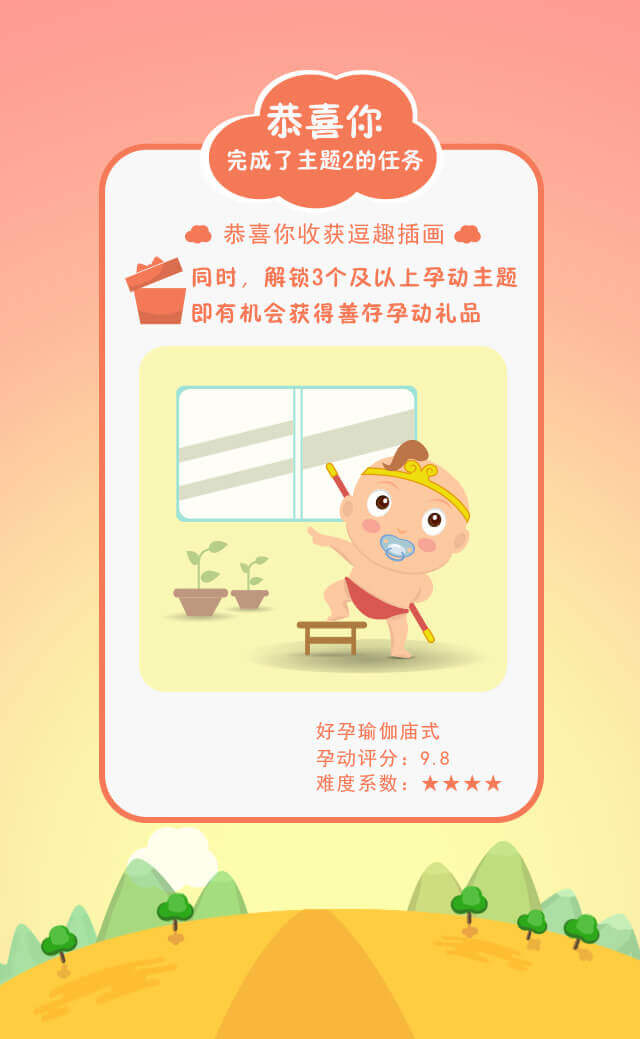 恭喜你
完成了主题2的任务
恭喜你收获逗趣插画
同时，解锁3个及以上孕动主题
即有机会获得善存孕动礼品
好孕瑜伽庙式
孕动评分：9.8
难度系数：★★★★